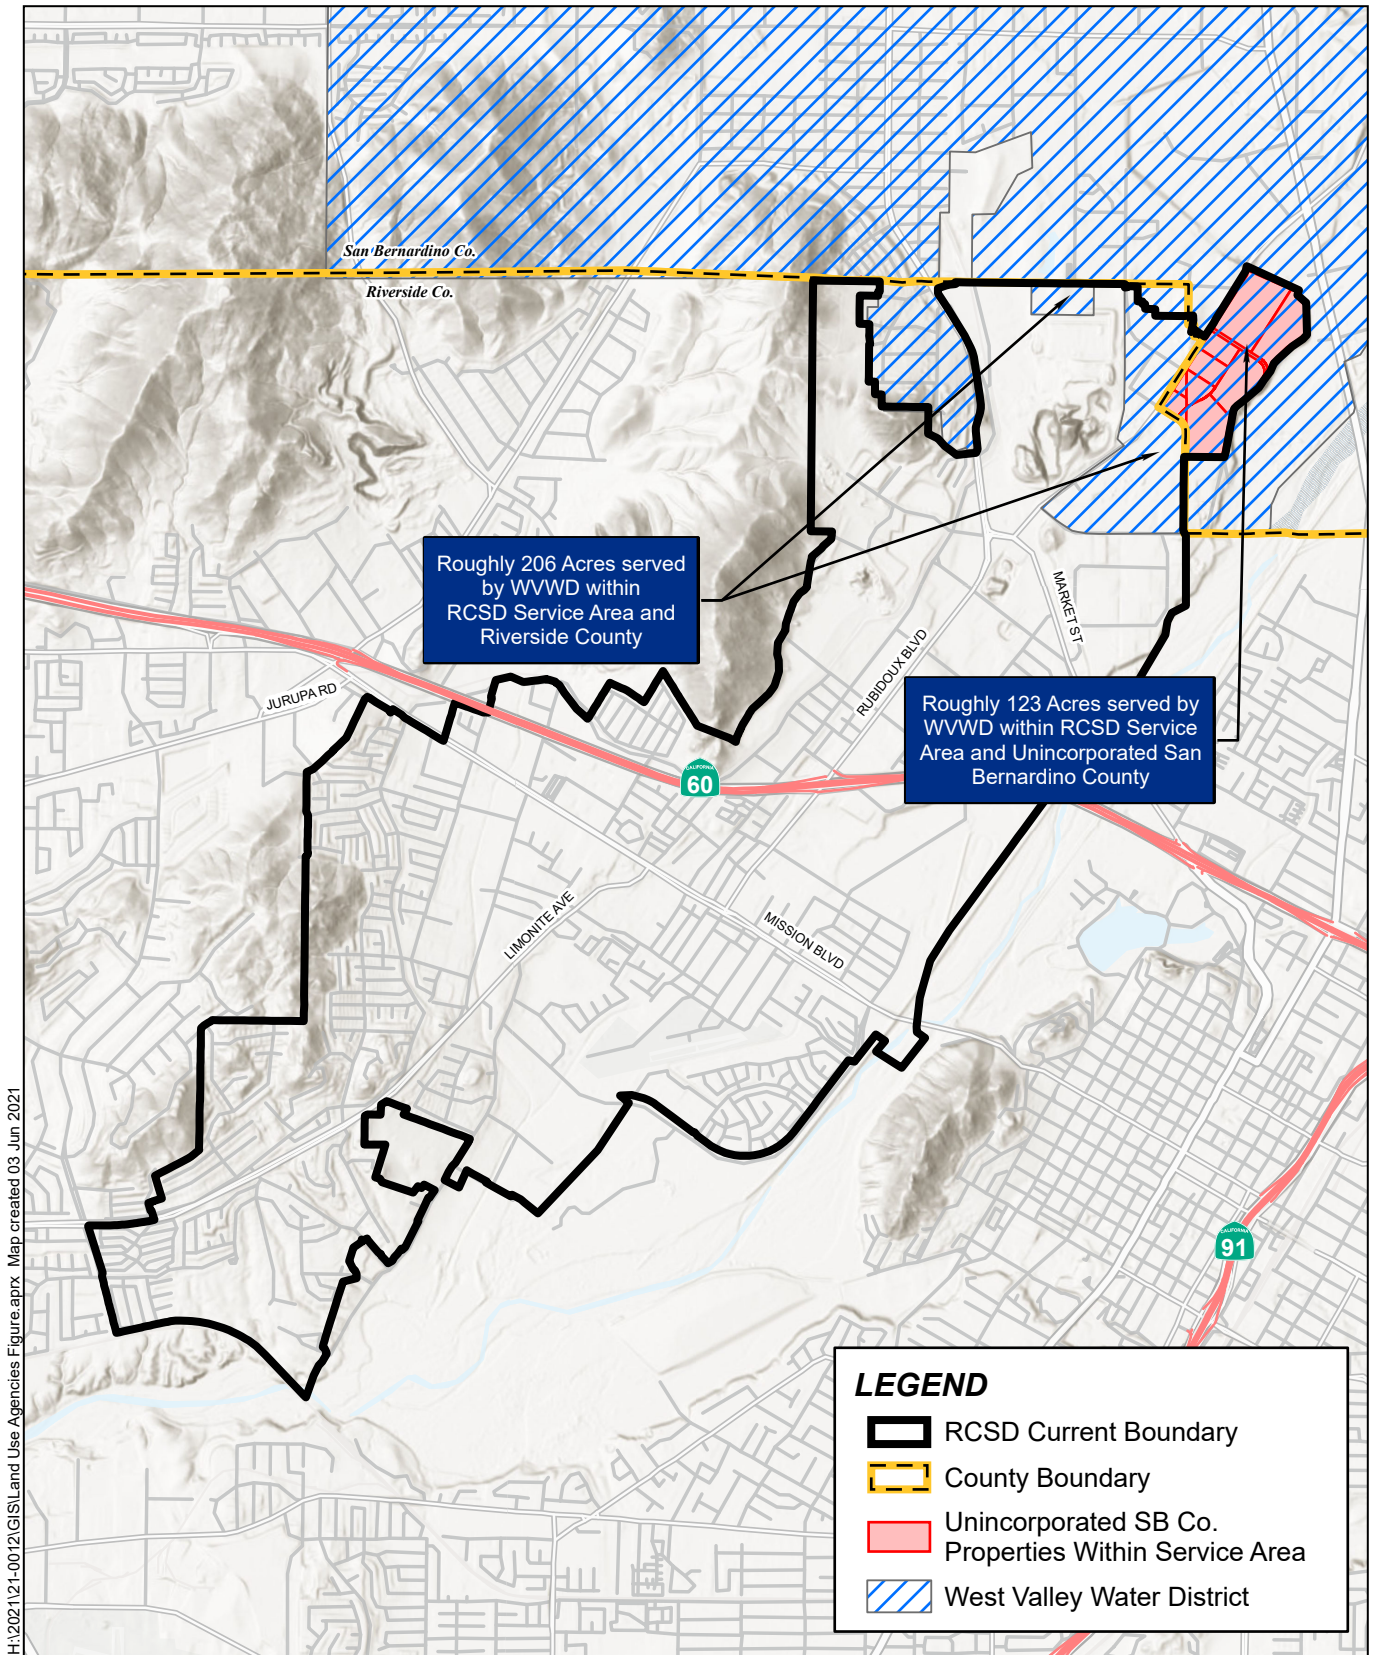 San Bernardino Co.
Riverside Co.
Roughly 206 Acres served
by WVWD within
RCSD Service Area and
Riverside County
MARKET ST
RUBIDOUX BLVD
JURUPA RD
Roughly 123 Acres served by
WVWD within RCSD Service
Area and Unincorporated San
Bernardino County
CALIFORNIA
60
LIMONITE AVE
MISSION BLVD
CALIFORNIA
91
H:\2021\21-0012\GIS\Land Use Agencies Figure.aprx Map created 03 Jun 2021
LEGEND
RCSD Current Boundary
County Boundary
Unincorporated SB Co.
Properties Within Service Area
West Valley Water District